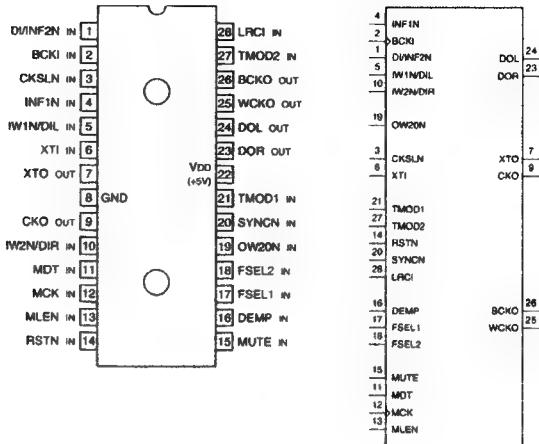 DI/INF2N IN 1
BCKI IN 2
CKSLN IN 3
INF1N IN 4
IW1N/DIL IN 5
XTI IN 6
XTO OUT 7
8 GND
CKO OUT 9
IW2N/DIR IN 10
MDT IN 11
MCK IN 12
MLEN IN 13
RSTN IN 14
28 LRCI IN
27 TMOD2 IN
26 BCKO OUT
25 WCKO OUT
24 DOL OUT
23 DOR OUT
VDD 22
(+5V)
21 TMOD1 IN
20 SYNCN IN
19 OW20N IN
18 FSEL2 IN
17 FSEL1 IN
16 DEMP IN
15 MUTE IN
4 INF1N
2 BCKI
1 DI/INF2N
5 IW1N/DIL
10 IW2N/DIR
19 OW20N
3 CKSLN
6 XTI
21 TMOD1
27 TMOD2
14 RSTN
20 SYNCN
28 LRCI
16 DEMP
17 FSEL1
18 FSEL2
15 MUTE
11 MDT
12 MCK
13 MLEN
DOL 24
DOR 23
XTO 7
CKO 9
BCKO 26
WCKO 25